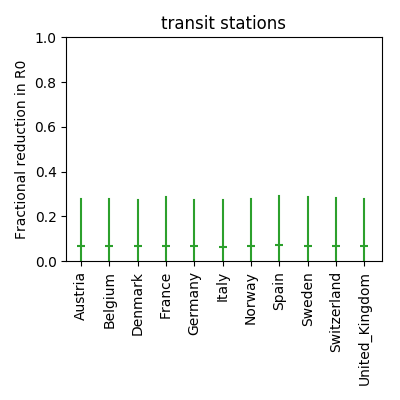 transit stations
Fractional reduction in R0
1.0
0.8
0.6
0.4
0.2
0.0
Austria
Belgium
Denmark
France
Germany
Italy
Norway
Spain
Sweden
Switzerland
United_Kingdom